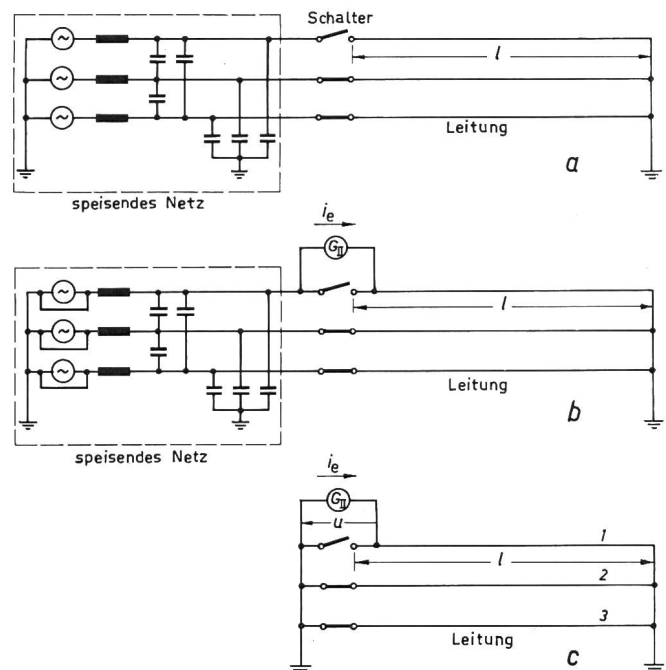 Schalter
~
l
~
~
Leitung
a
speisendes Netz
i_e
G_II
~
l
~
~
Leitung
b
speisendes Netz
i_e
G_II
u
1
l
2
3
Leitung
c